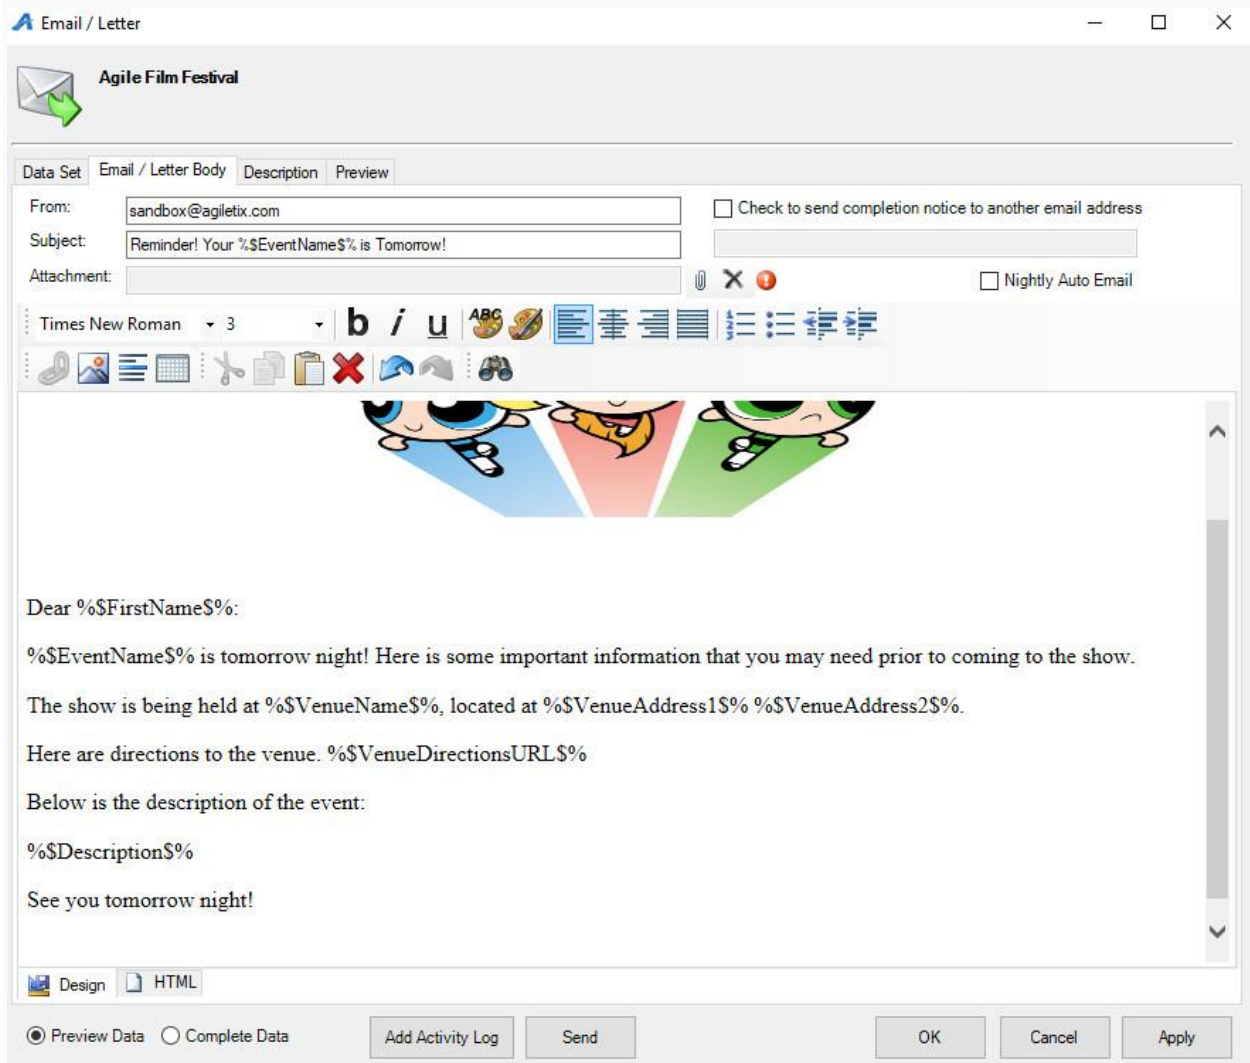 Email / Letter
Agile Film Festival
Data Set Email / Letter Body Description Preview
From: sandbox@agiletix.com Check to send completion notice to another email address
Subject: Reminder! Your %$EventName$% is Tomorrow!
Attachment: Nightly Auto Email
Times New Roman 3 b i u ABC
Dear %$FirstName$%:
%$EventName$% is tomorrow night! Here is some important information that you may need prior to coming to the show.
The show is being held at %$VenueName$%, located at %$VenueAddress1$% %$VenueAddress2$%.
Here are directions to the venue. %$VenueDirectionsURL$%
Below is the description of the event:
%$Description$%
See you tomorrow night!
Design HTML
Preview Data Complete Data Add Activity Log Send OK Cancel Apply